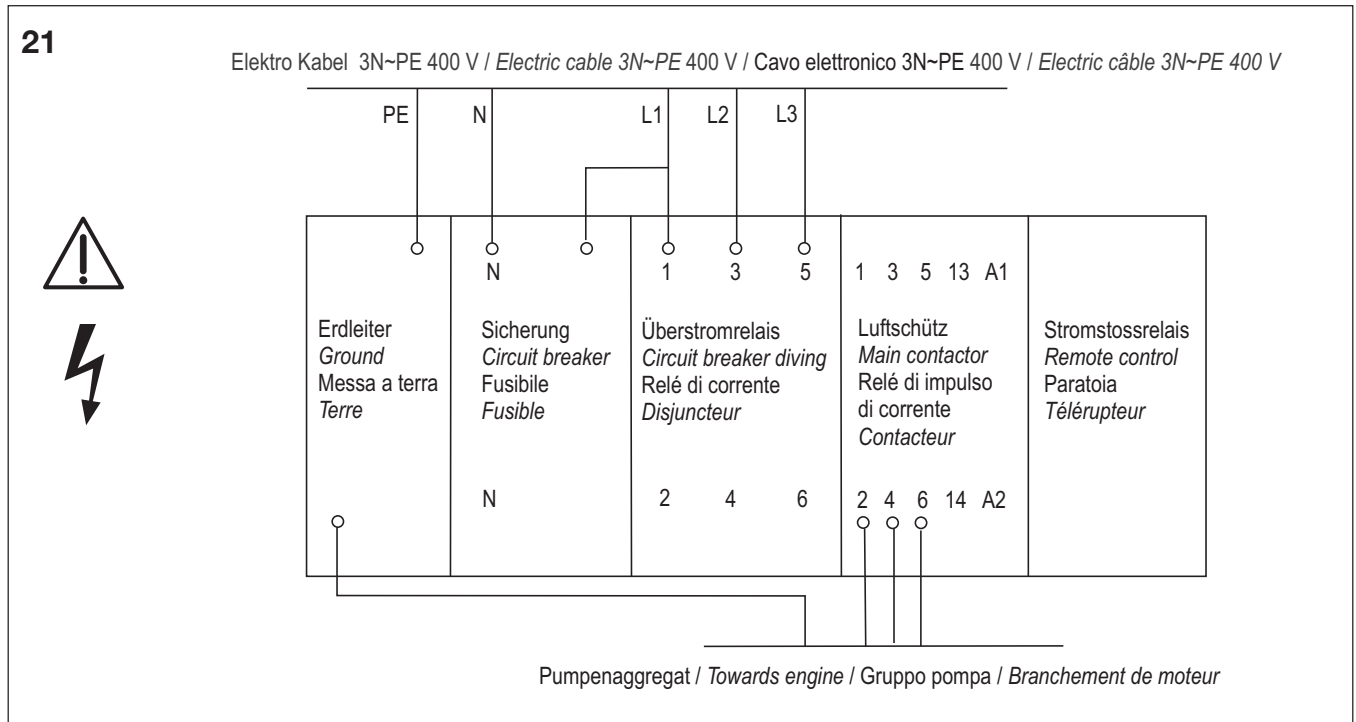 21
Elektro Kabel 3N~PE 400 V / Electric cable 3N~PE 400 V / Cavo elettronico 3N~PE 400 V / Electric câble 3N~PE 400 V
PE N L1 L2 L3
N 1 3 5 1 3 5 13 A1
Erdleiter
Ground
Messa a terra
Terre
Sicherung
Circuit breaker
Fusibile
Fusible
Überstromrelais
Circuit breaker diving
Relé di corrente
Disjuncteur
Luftschütz
Main contactor
Relé di impulso
di corrente
Contacteur
Stromstossrelais
Remote control
Paratoia
Télérupteur
N 2 4 6 2 4 6 14 A2
Pumpenaggregat / Towards engine / Gruppo pompa / Branchement de moteur